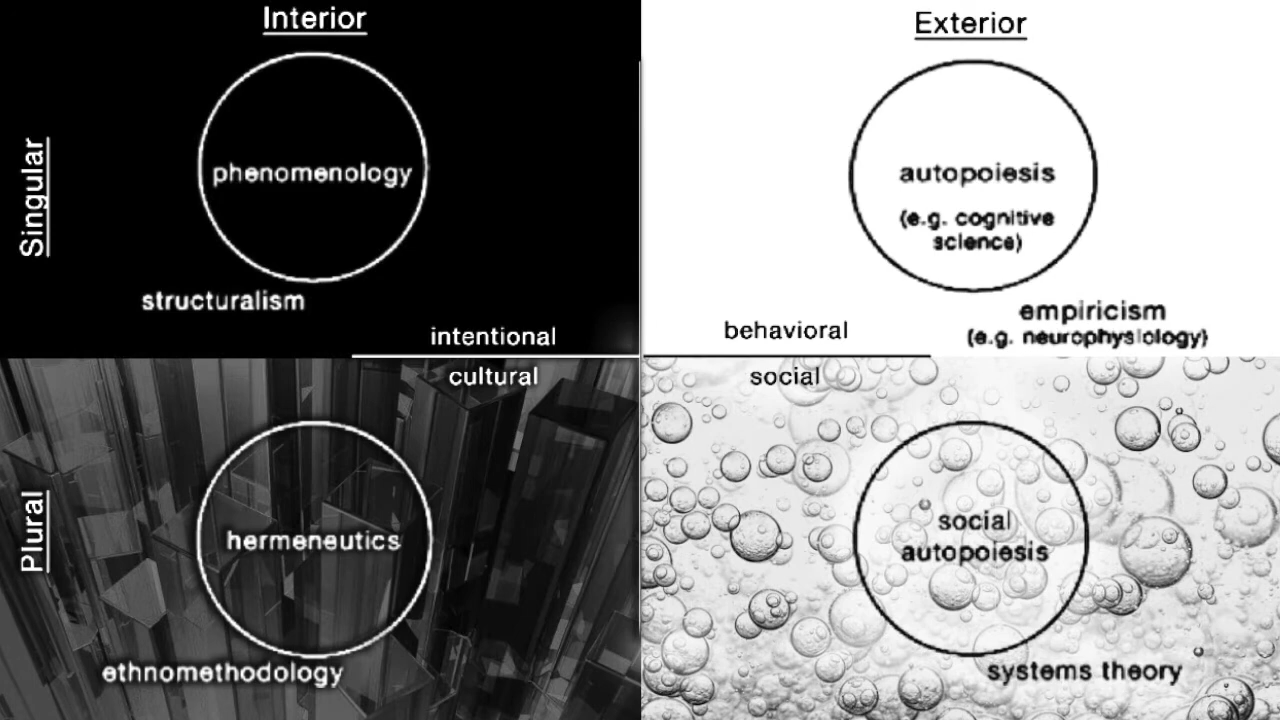 Interior
Exterior
Singular
phenomenology
autopoiesis
(e.g. cognitive
science)
structuralism
empiricism
(e.g. neurophysiology)
intentional
behavioral
cultural
social
Plural
hermeneutics
social
autopoiesis
ethnomethodology
systems theory